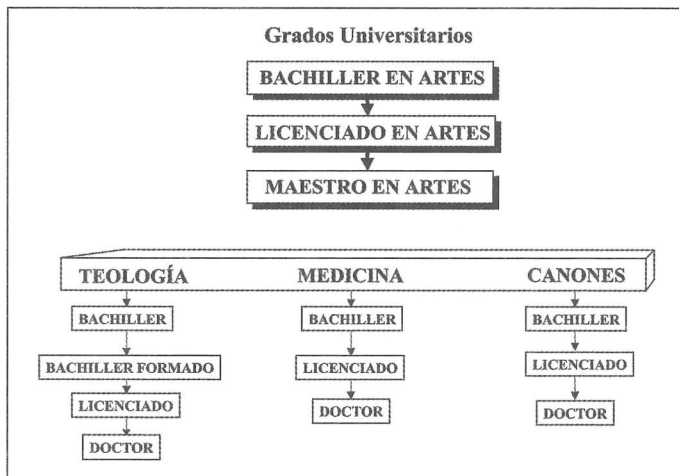 Grados Universitarios
BACHILLER EN ARTES
LICENCIADO EN ARTES
MAESTRO EN ARTES
TEOLOGÍA MEDICINA CANONES
BACHILLER BACHILLER BACHILLER
BACHILLER FORMADO LICENCIADO LICENCIADO
LICENCIADO DOCTOR DOCTOR
DOCTOR